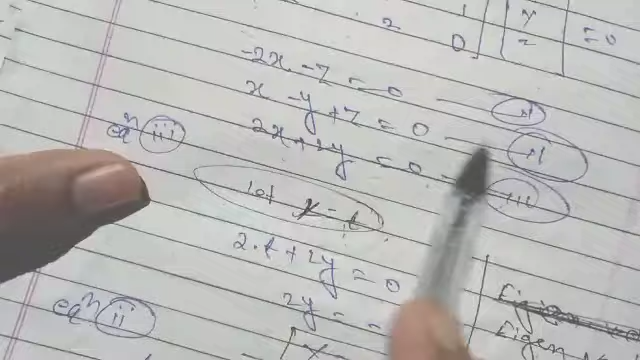 1 | y
2 0 | z = 0
-2x - z = 0 — (i)
x - y + z = 0 — (ii)
eqⁿ (iii) 2x + 2y = 0 — (iii)
let x = t
2.t + 2y = 0
2y = -
eqⁿ (ii)
Eigen